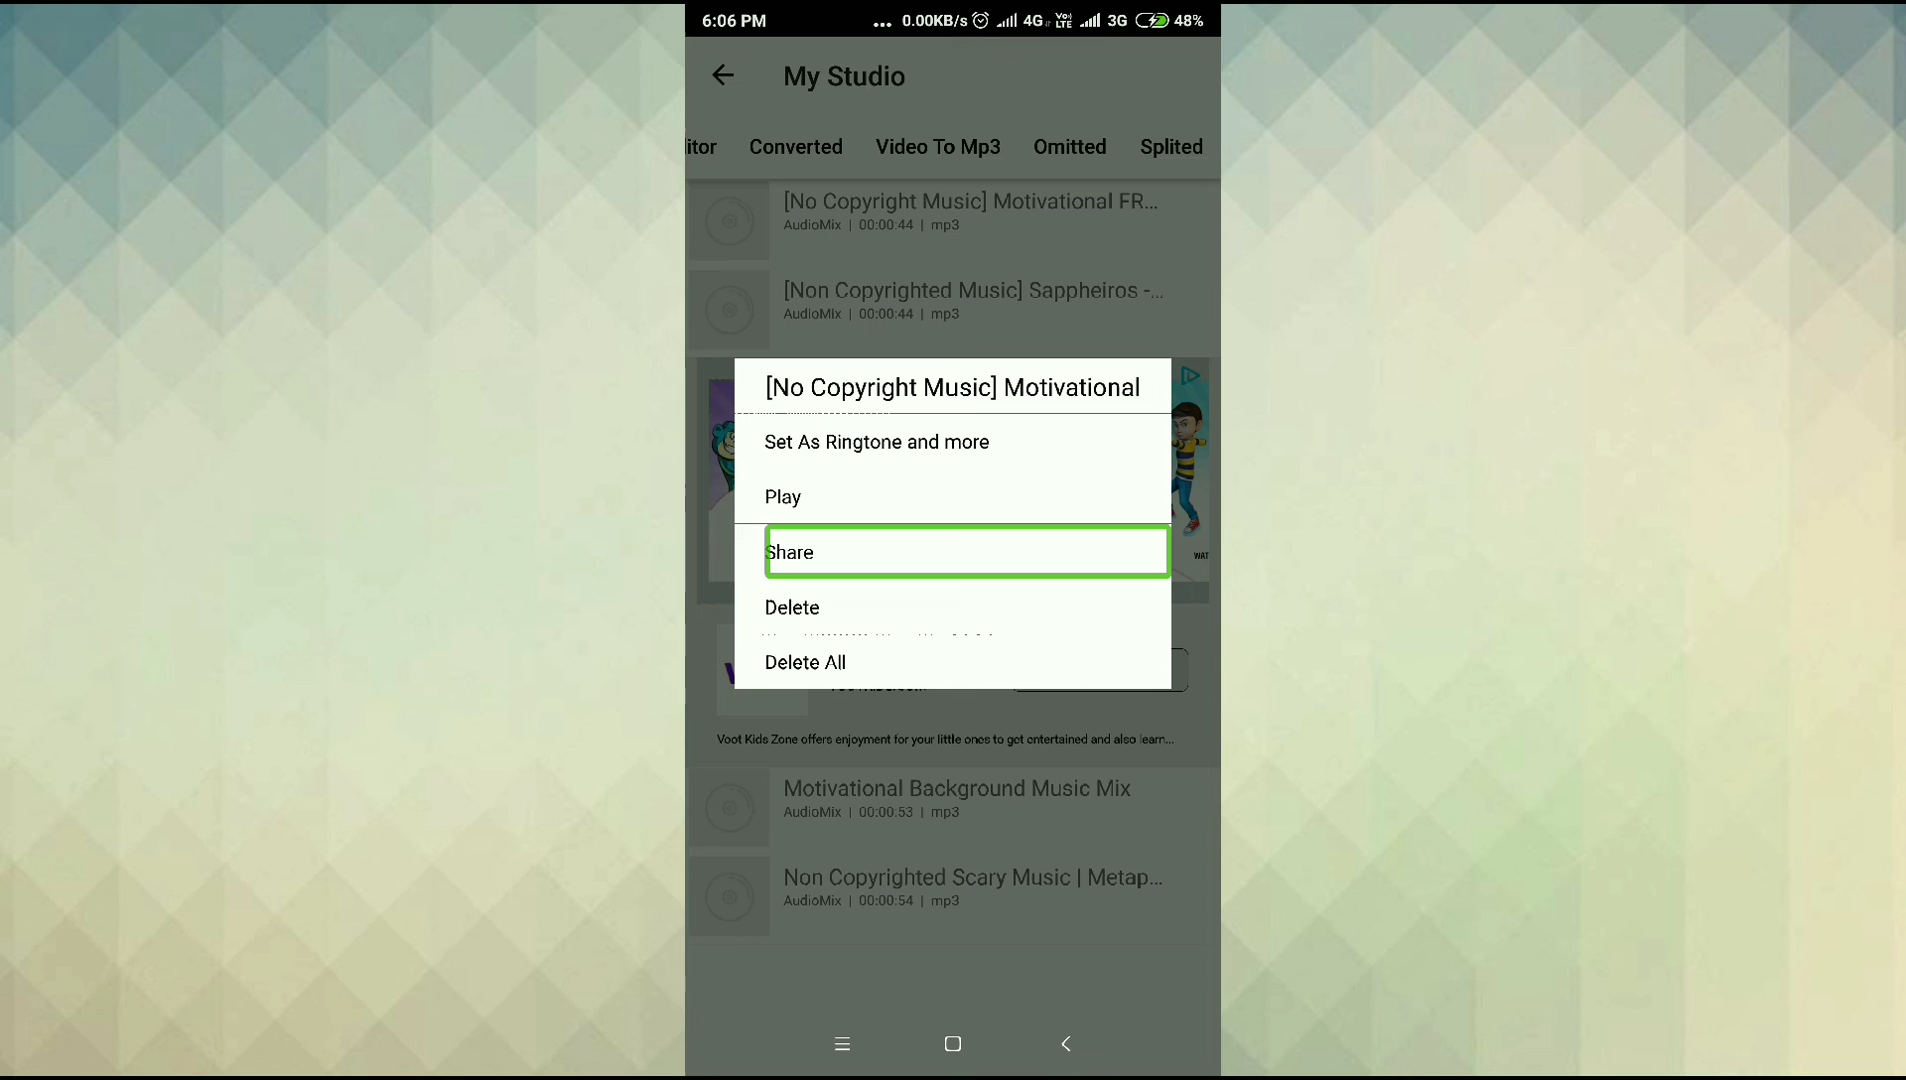 6:06 PM ... 0.00KB/s 4G Vo) LTE 3G 48%
My Studio
itor Converted Video To Mp3 Omitted Splited
[No Copyright Music] Motivational FR...
AudioMix | 00:00:44 | mp3
[Non Copyrighted Music] Sappheiros -...
AudioMix | 00:00:44 | mp3
[No Copyright Music] Motivational
Set As Ringtone and more
Play
Share
WAT
Delete
Delete All
Voot Kids Zone offers enjoyment for your little ones to get entertained and also learn...
Motivational Background Music Mix
AudioMix | 00:00:53 | mp3
Non Copyrighted Scary Music | Metap...
AudioMix | 00:00:54 | mp3